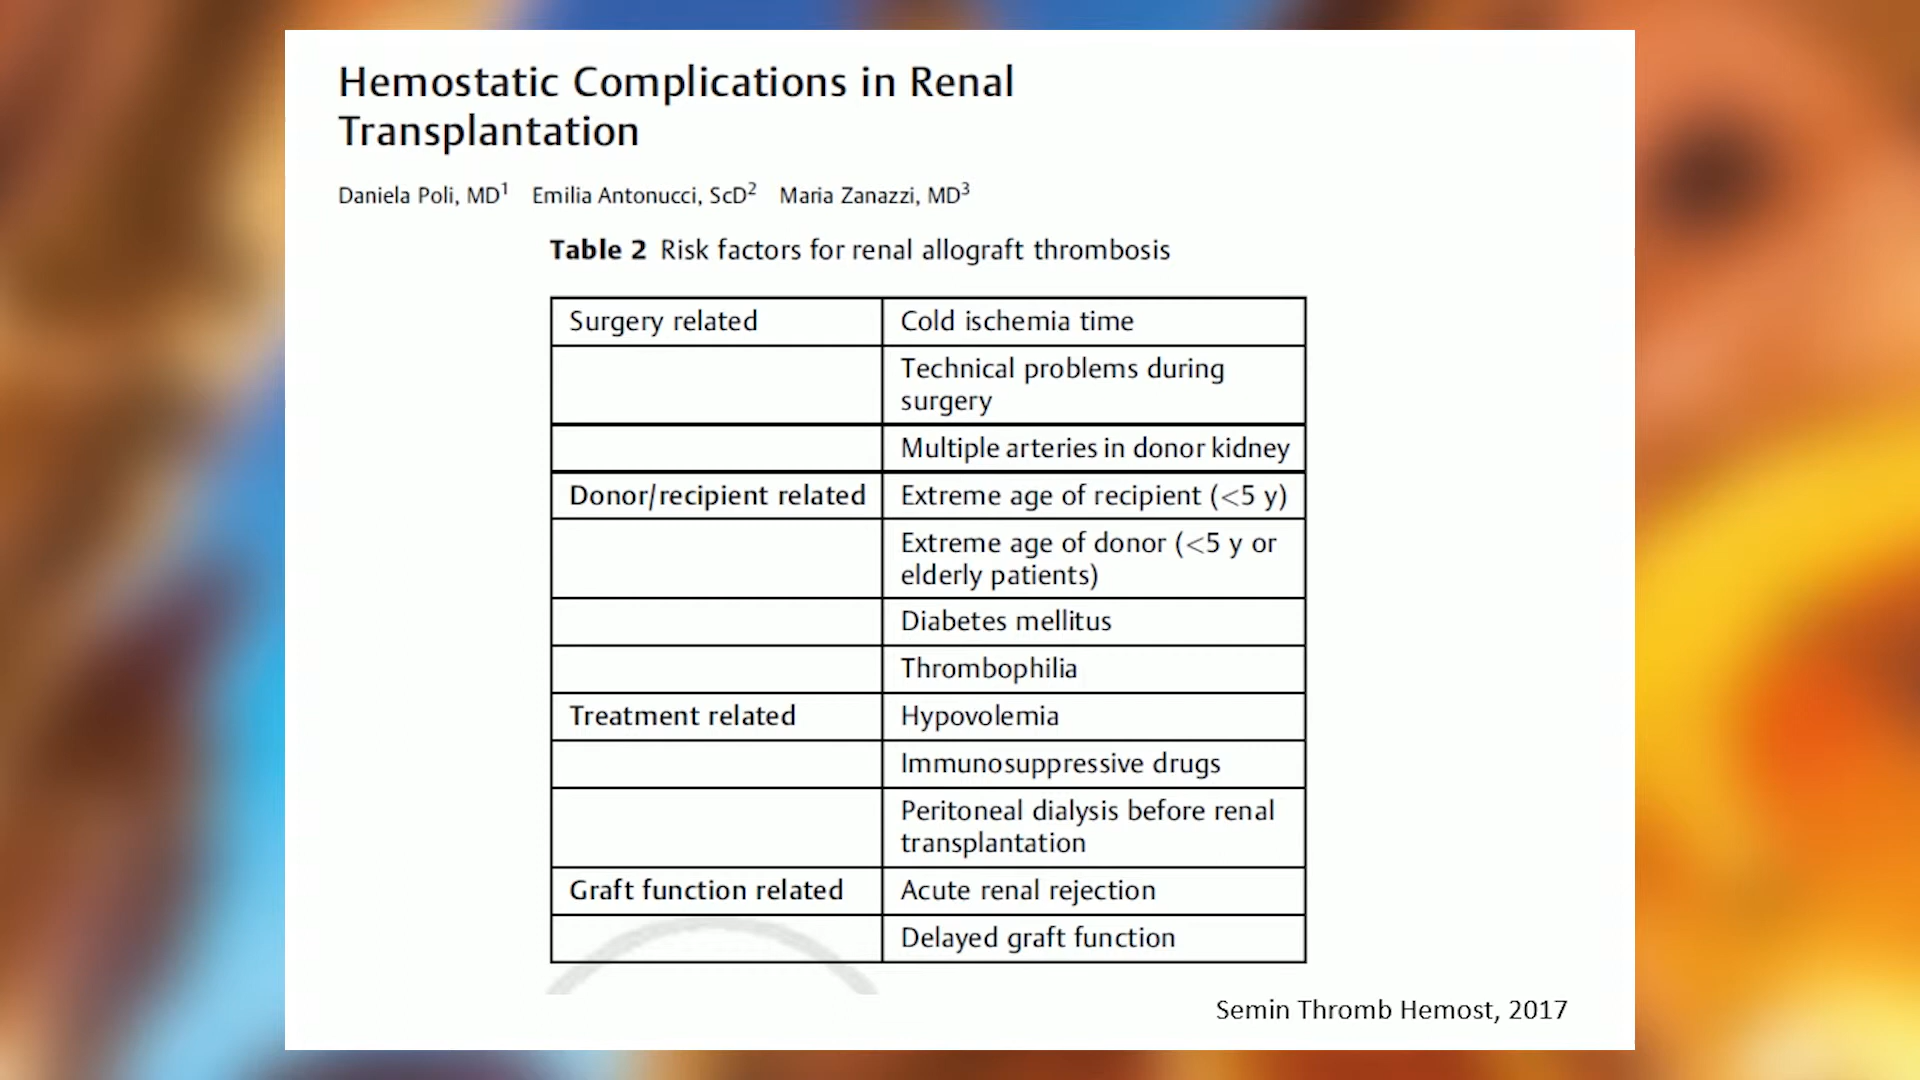 Hemostatic Complications in Renal
Transplantation
Daniela Poli, MD1 Emilia Antonucci, ScD2 Maria Zanazzi, MD3
Table 2 Risk factors for renal allograft thrombosis
Surgery related Cold ischemia time
Technical problems during
surgery
Multiple arteries in donor kidney
Donor/recipient related Extreme age of recipient (<5 y)
Extreme age of donor (<5 y or
elderly patients)
Diabetes mellitus
Thrombophilia
Treatment related Hypovolemia
Immunosuppressive drugs
Peritoneal dialysis before renal
transplantation
Graft function related Acute renal rejection
Delayed graft function
Semin Thromb Hemost, 2017